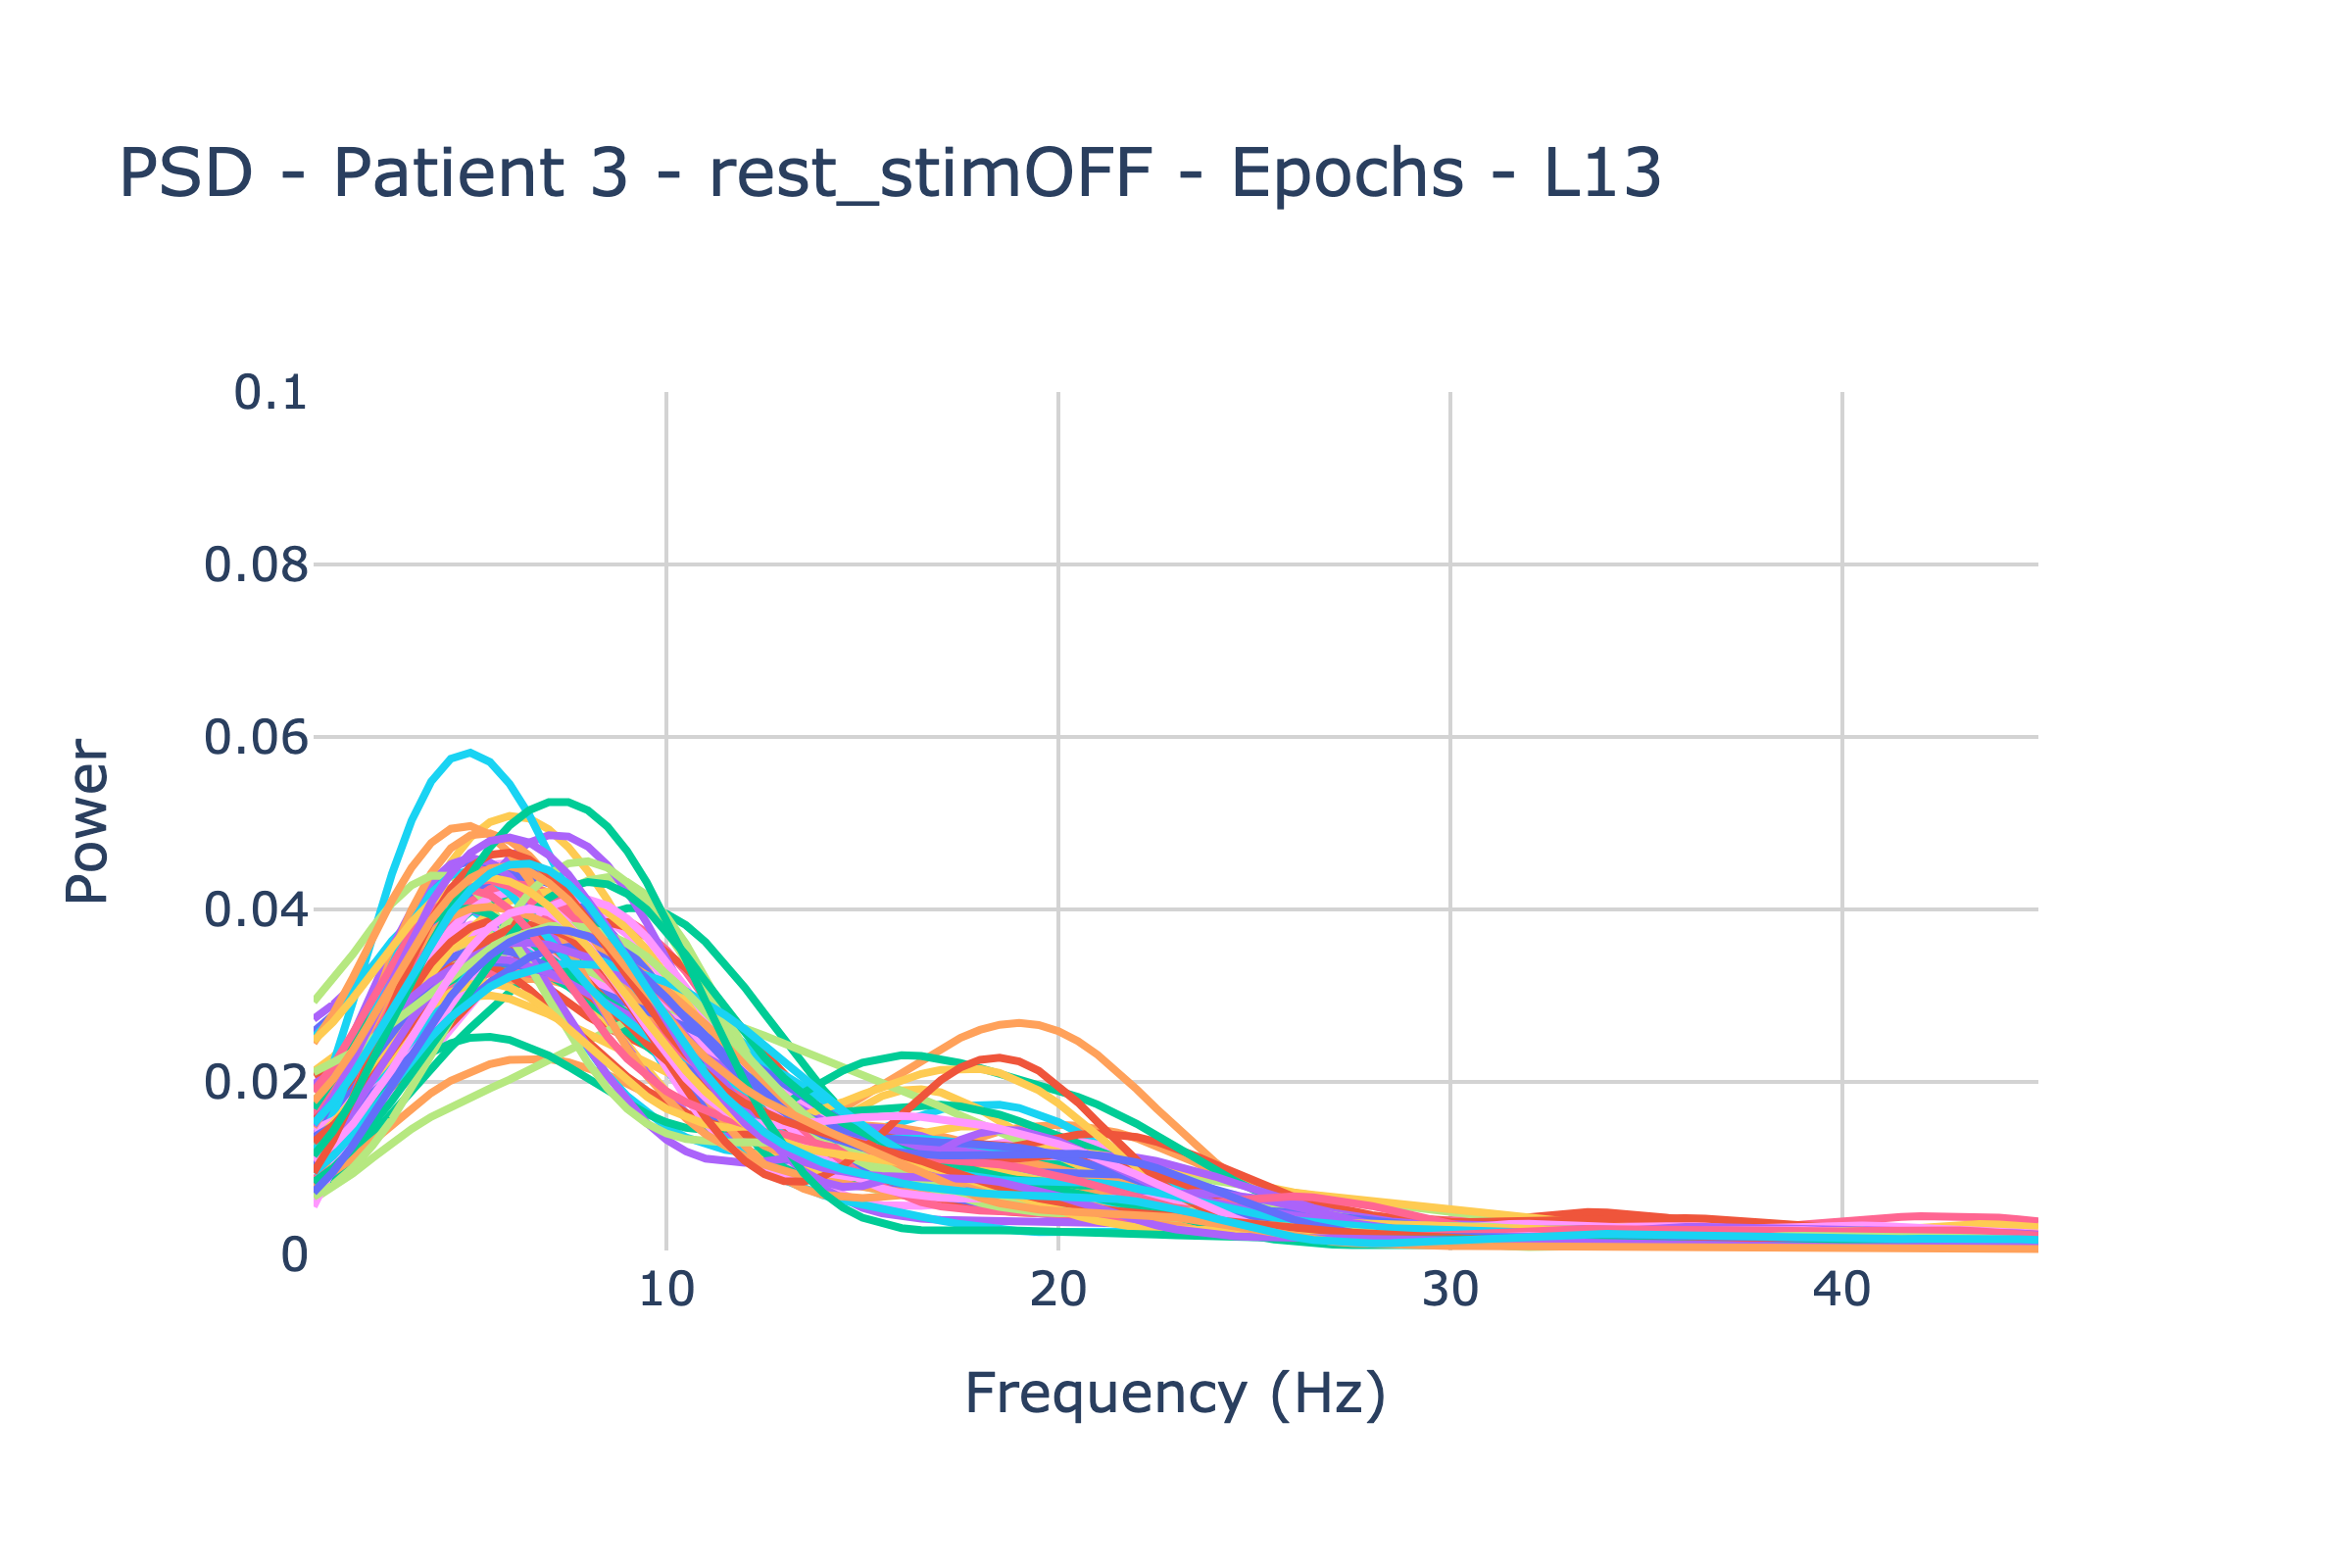 PSD - Patient 3 - rest_stimOFF - Epochs - L13
0.1
0.08
0.06
0.04
0.02
0
Power
10 20 30 40
Frequency (Hz)